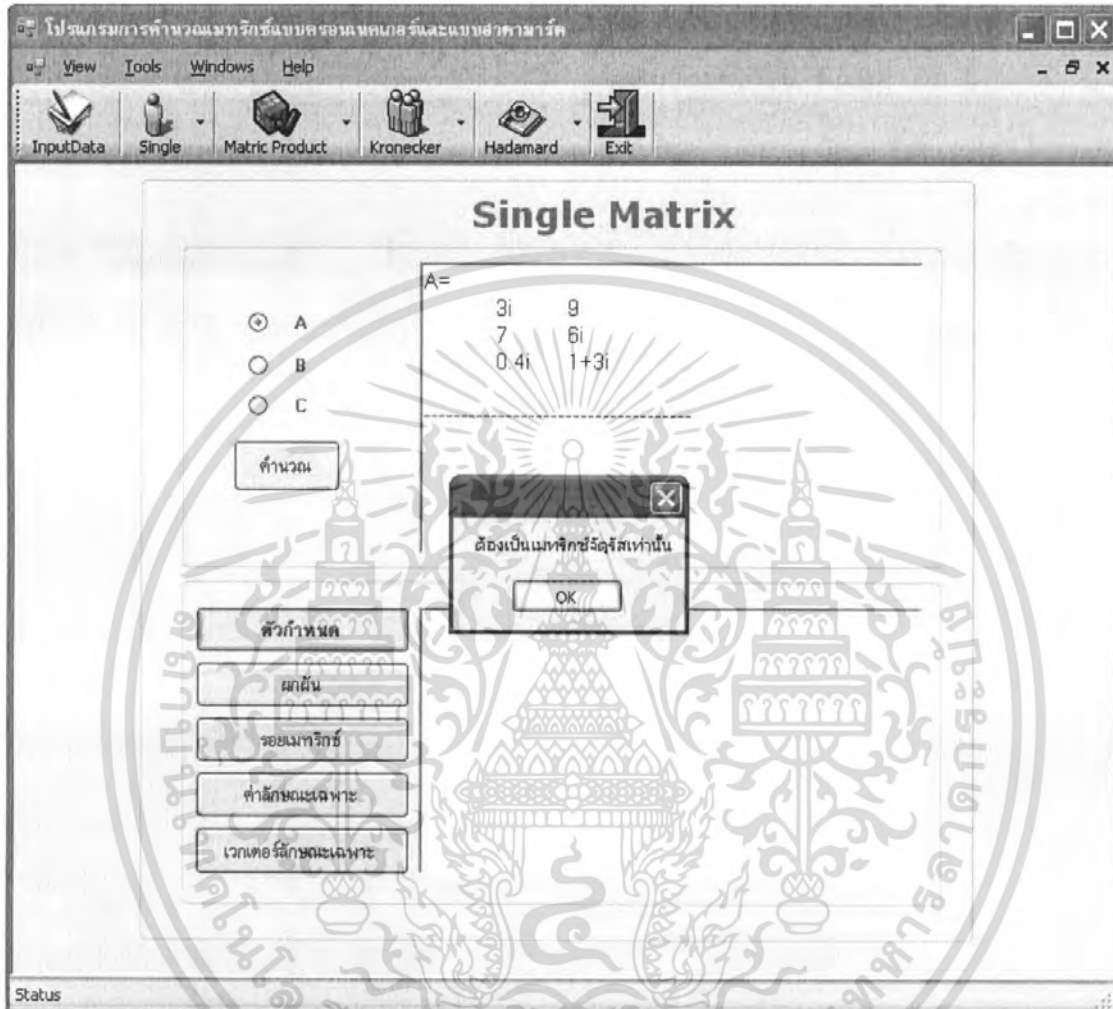 โปรแกรมการคำนวณเมทริกซ์แบบครอนเนคเกอร์และแบบฮาดามาร์ด
View Tools Windows Help
InputData Single Matric Product Kronecker Hadamard Exit
Single Matrix
A=
3i 9
7 6i
0.4i 1+3i
A
B
C
คำนวณ
ต้องเป็นเมทริกซ์จัตุรัสเท่านั้น
OK
ตัวกำหนด
ผกผัน
รอยเมทริกซ์
ค่าลักษณะเฉพาะ
เวกเตอร์ลักษณะเฉพาะ
Status